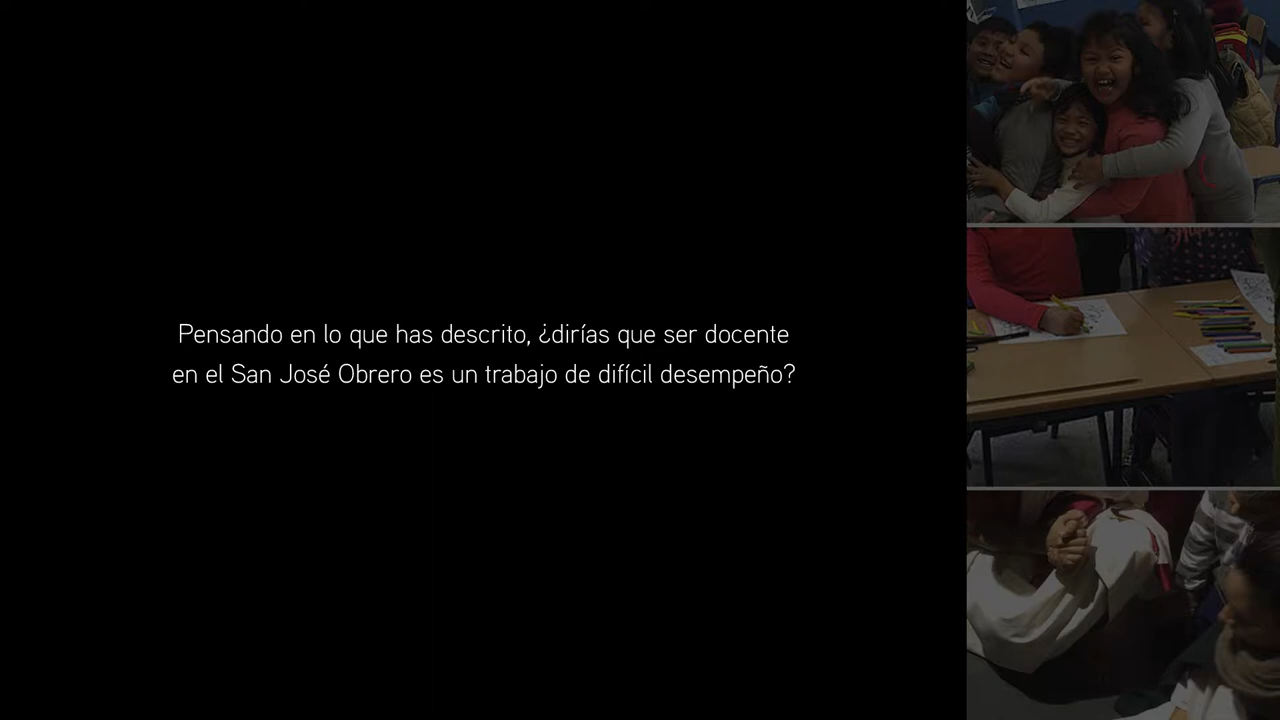 Pensando en lo que has descrito, ¿dirías que ser docente
en el San José Obrero es un trabajo de difícil desempeño?